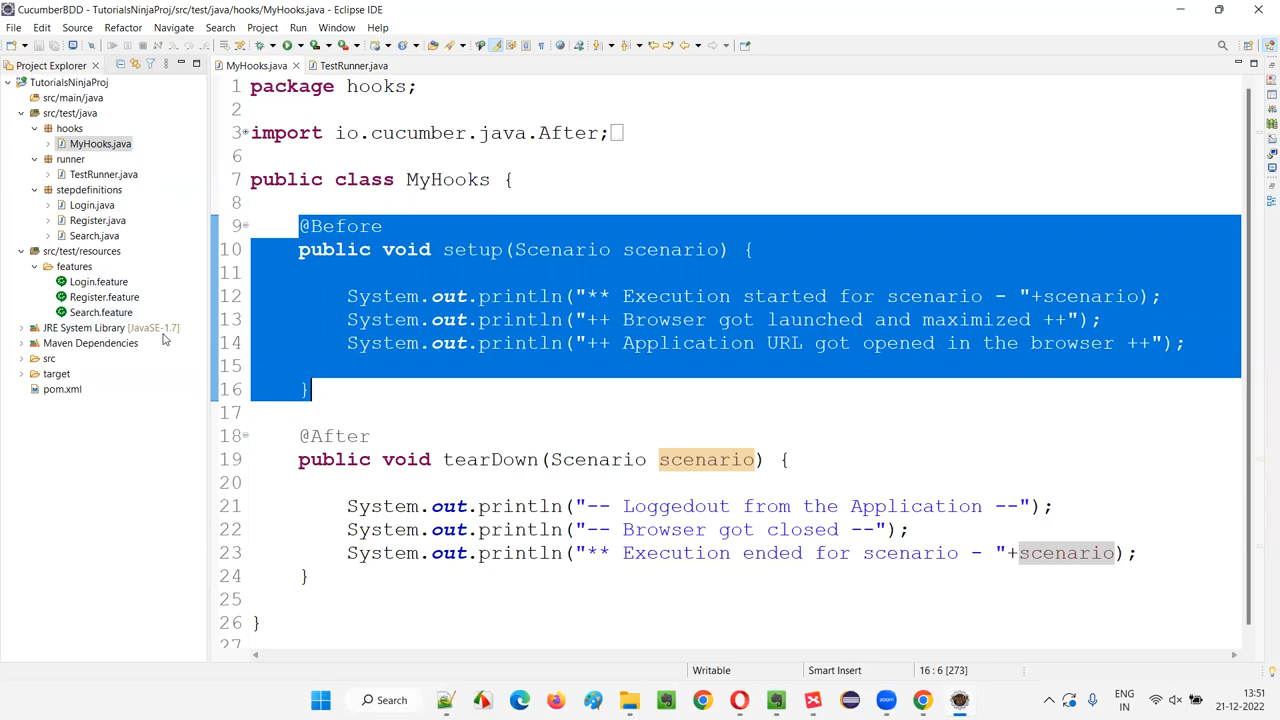 CucumberBDD - TutorialsNinjaProj/src/test/java/hooks/MyHooks.java - Eclipse IDE
File Edit Source Refactor Navigate Search Project Run Window Help
Project Explorer
MyHooks.java TestRunner.java
TutorialsNinjaProj
src/main/java
src/test/java
hooks
MyHooks.java
runner
TestRunner.java
stepdefinitions
Login.java
Register.java
Search.java
src/test/resources
features
Login.feature
Register.feature
Search.feature
JRE System Library [JavaSE-1.7]
Maven Dependencies
src
target
pom.xml
1 package hooks;
2
3 import io.cucumber.java.After;
6
7 public class MyHooks {
8
9 @Before
10 public void setup(Scenario scenario) {
11
12 System.out.println("** Execution started for scenario - "+scenario);
13 System.out.println("++ Browser got launched and maximized ++");
14 System.out.println("++ Application URL got opened in the browser ++");
15
16 }
17
18 @After
19 public void tearDown(Scenario scenario) {
20
21 System.out.println("-- Loggedout from the Application --");
22 System.out.println("-- Browser got closed --");
23 System.out.println("** Execution ended for scenario - "+scenario);
24 }
25
26 }
27
Writable Smart Insert 16 : 6 [273]
Search
zoom
ENG
IN
13:51
21-12-2022